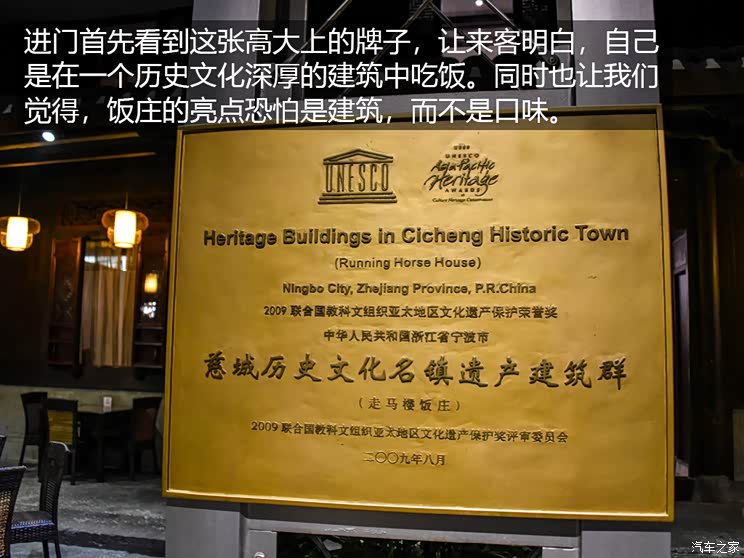 进门首先看到这张高大上的牌子，让来客明白，自己
是在一个历史文化深厚的建筑中吃饭。同时也让我们
觉得，饭庄的亮点恐怕是建筑，而不是口味。
UNESCO
UNESCO
Asia-Pacific
Heritage
AWARDS
Culture Heritage Conservation
Heritage Buildings in Cicheng Historic Town
(Running Horse House)
Ningbo City, Zhejiang Province, P.R.China
2009 联合国教科文组织亚太地区文化遗产保护荣誉奖
中华人民共和国浙江省宁波市
慈城历史文化名镇遗产建筑群
（走马楼饭庄）
2009 联合国教科文组织亚太地区文化遗产保护奖评审委员会
二〇〇九年八月
汽车之家